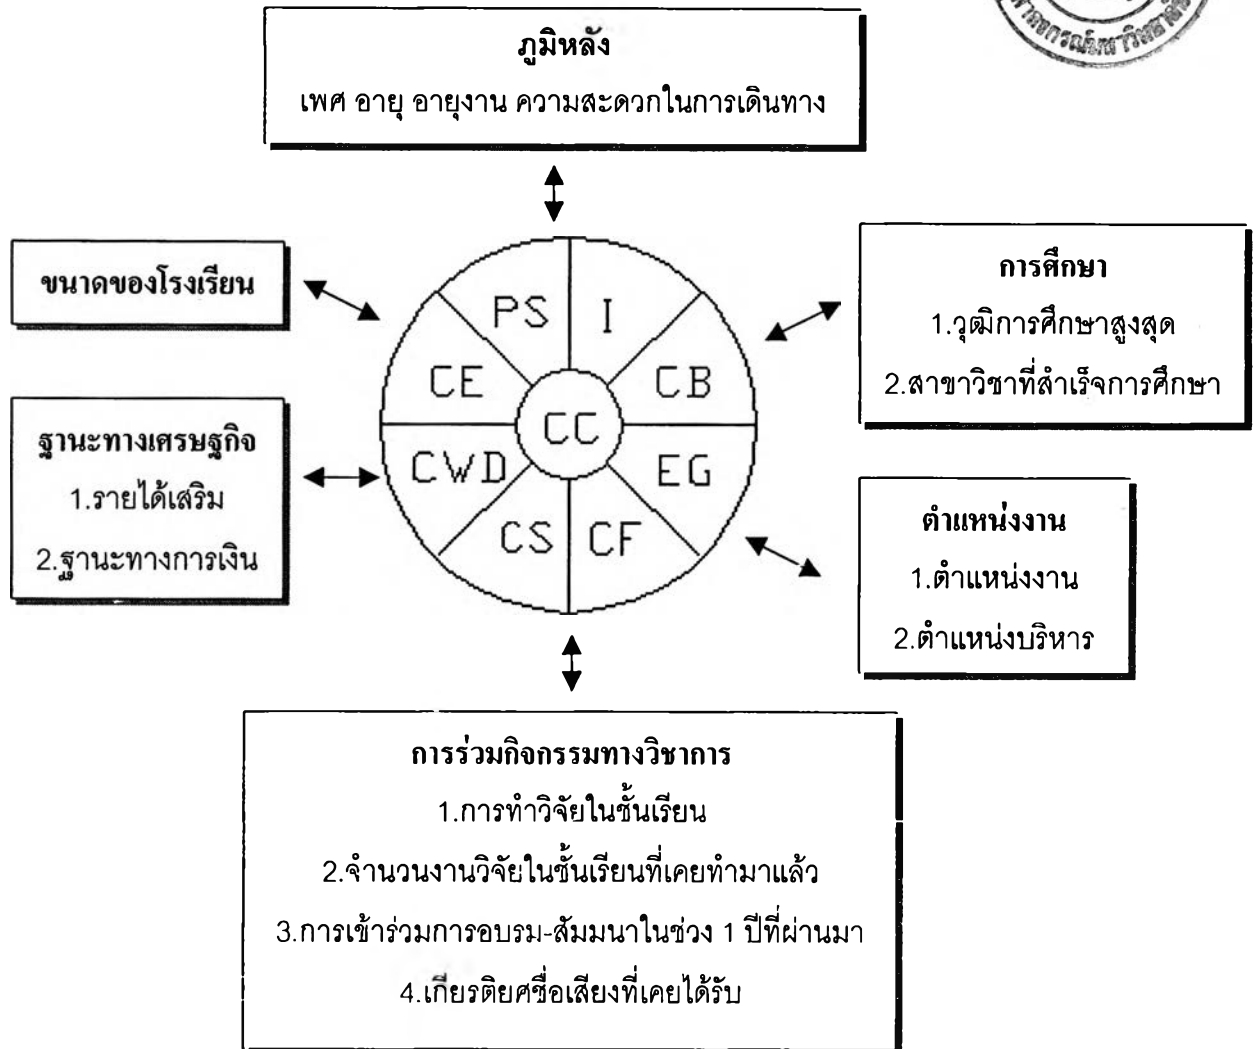 ภูมิหลัง
เพศ อายุ อายุงาน ความสะดวกในการเดินทาง
ขนาดของโรงเรียน
การศึกษา
1.วุฒิการศึกษาสูงสุด
2.สาขาวิชาที่สำเร็จการศึกษา
PS I
CE CB
CC
CWD EG
CS CF
ฐานะทางเศรษฐกิจ
1.รายได้เสริม
2.ฐานะทางการเงิน
ตำแหน่งงาน
1.ตำแหน่งงาน
2.ตำแหน่งบริหาร
การร่วมกิจกรรมทางวิชาการ
1.การทำวิจัยในชั้นเรียน
2.จำนวนงานวิจัยในชั้นเรียนที่เคยทำมาแล้ว
3.การเข้าร่วมการอบรม-สัมมนาในช่วง 1 ปีที่ผ่านมา
4.เกียรติยศชื่อเสียงที่เคยได้รับ